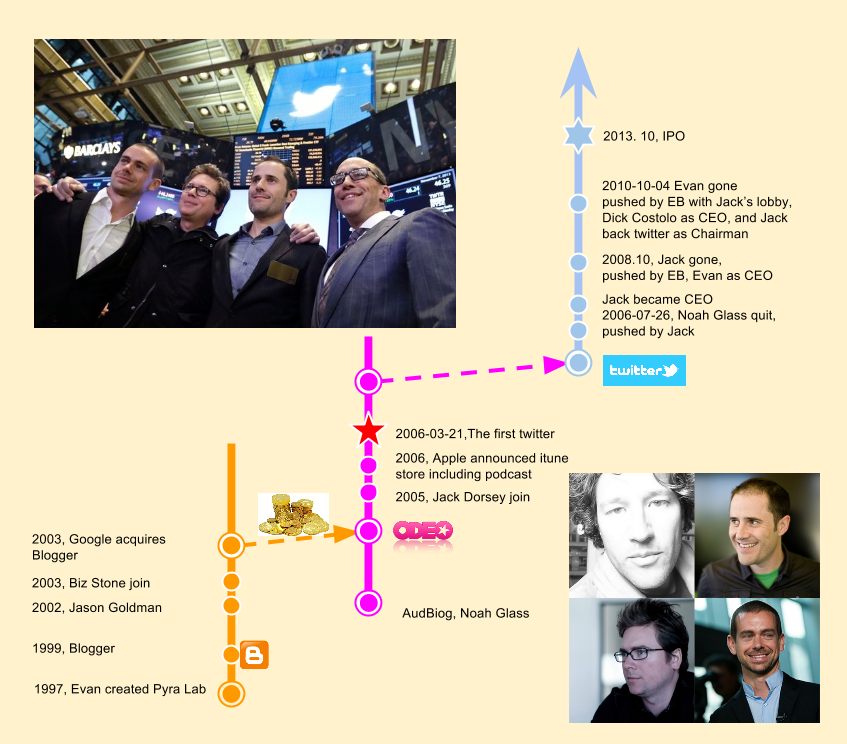 BARCLAYS
46.24
46.25
2013. 10, IPO
2010-10-04 Evan gone
pushed by EB with Jack's lobby,
Dick Costolo as CEO, and Jack
back twitter as Chairman
2008.10, Jack gone,
pushed by EB, Evan as CEO
Jack became CEO
2006-07-26, Noah Glass quit,
pushed by Jack
twitter
2006-03-21,The first twitter
2006, Apple announced itune
store including podcast
2005, Jack Dorsey join
ODEO
AudBiog, Noah Glass
2003, Google acquires
Blogger
2003, Biz Stone join
2002, Jason Goldman
1999, Blogger
1997, Evan created Pyra Lab